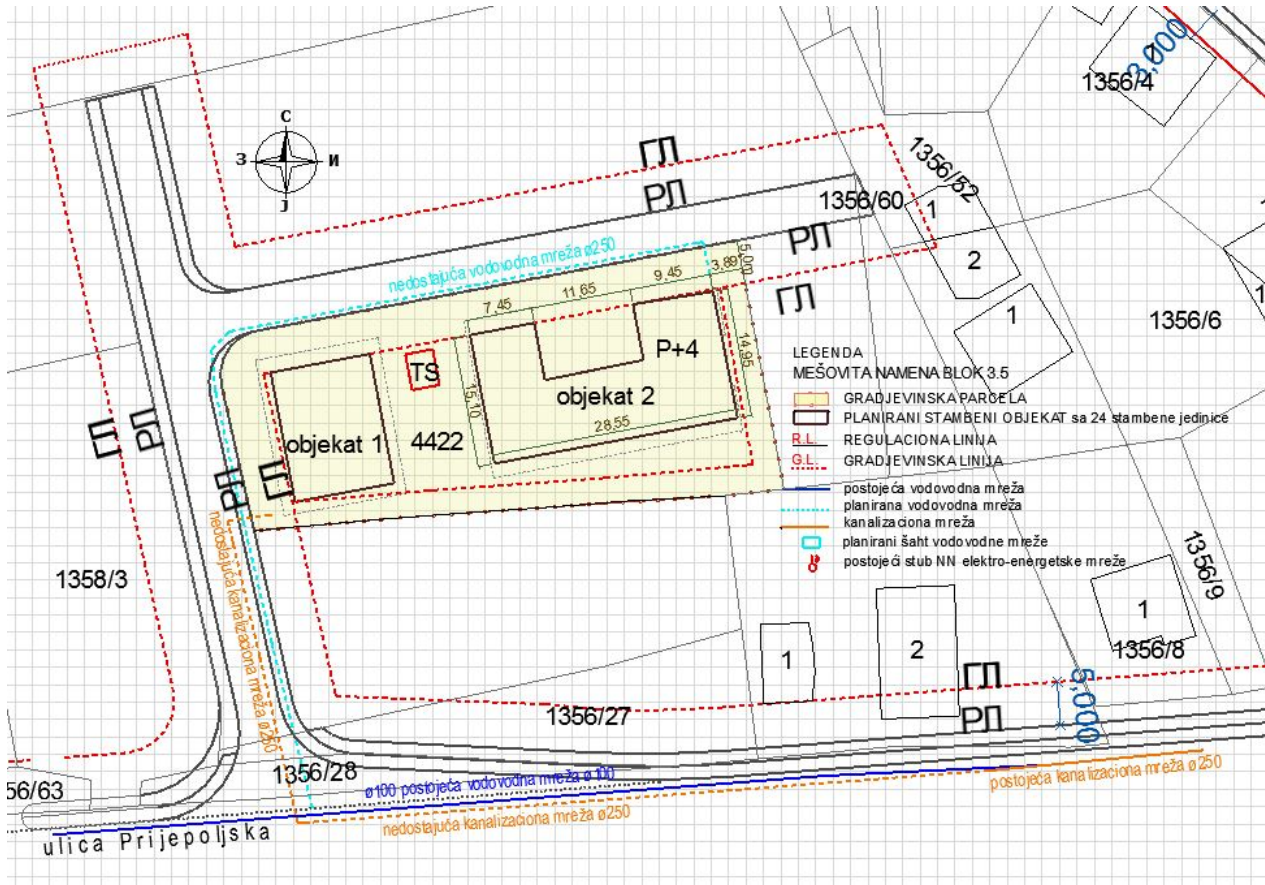 1356/4
3,000
1
С
З
И
Ј
ГЛ
РЛ
1356/60
1356/52
1
2
РЛ
ГЛ
nedostajuća vodovodna mreža ø250
9.45
3.89
5.0m
11.65
7.45
1
1356/6
TS
P+4
14.95
objekat 2
15.10
28.55
objekat 1
4422
ГЛ
РЛ
РЛ
ГЛ
LEGENDA
MEŠOVITA NAMENA BLOK 3.5
GRADJEVINSKA PARCELA
PLANIRANI STAMBENI OBJEKAT sa 24 stambene jedinice
R.L. REGULACIONA LINIJA
G.L. GRADJEVINSKA LINIJA
postojeća vodovodna mreža
planirana vodovodna mreža
kanalizaciona mreža
planirani šaht vodovodne mreže
postojeći stub NN elektro-energetske mreže
1358/3
nedostajuća kanalizaciona mreža ø250
1356/9
1
1356/8
1
2
ГЛ
РЛ
5,000
1356/27
1356/28
56/63
ø100 postojeća vodovodna mreža ø100
nedostajuća kanalizaciona mreža ø250
postojeća kanalizaciona mreža ø250
ulica Prijepoljska